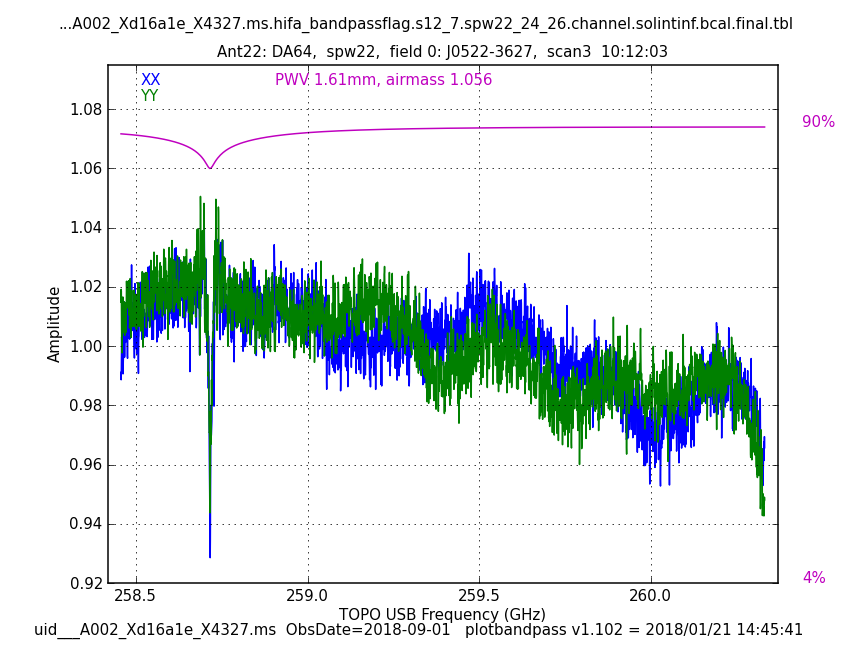 ...A002_Xd16a1e_X4327.ms.hifa_bandpassflag.s12_7.spw22_24_26.channel.solintinf.bcal.final.tbl
Ant22: DA64,  spw22,  field 0: J0522-3627,  scan3  10:12:03
XX
PWV 1.61mm, airmass 1.056
YY
1.08
90%
1.06
1.04
1.02
Amplitude
1.00
0.98
0.96
0.94
0.92
4%
258.5 259.0 259.5 260.0
TOPO USB Frequency (GHz)
uid___A002_Xd16a1e_X4327.ms  ObsDate=2018-09-01   plotbandpass v1.102 = 2018/01/21 14:45:41